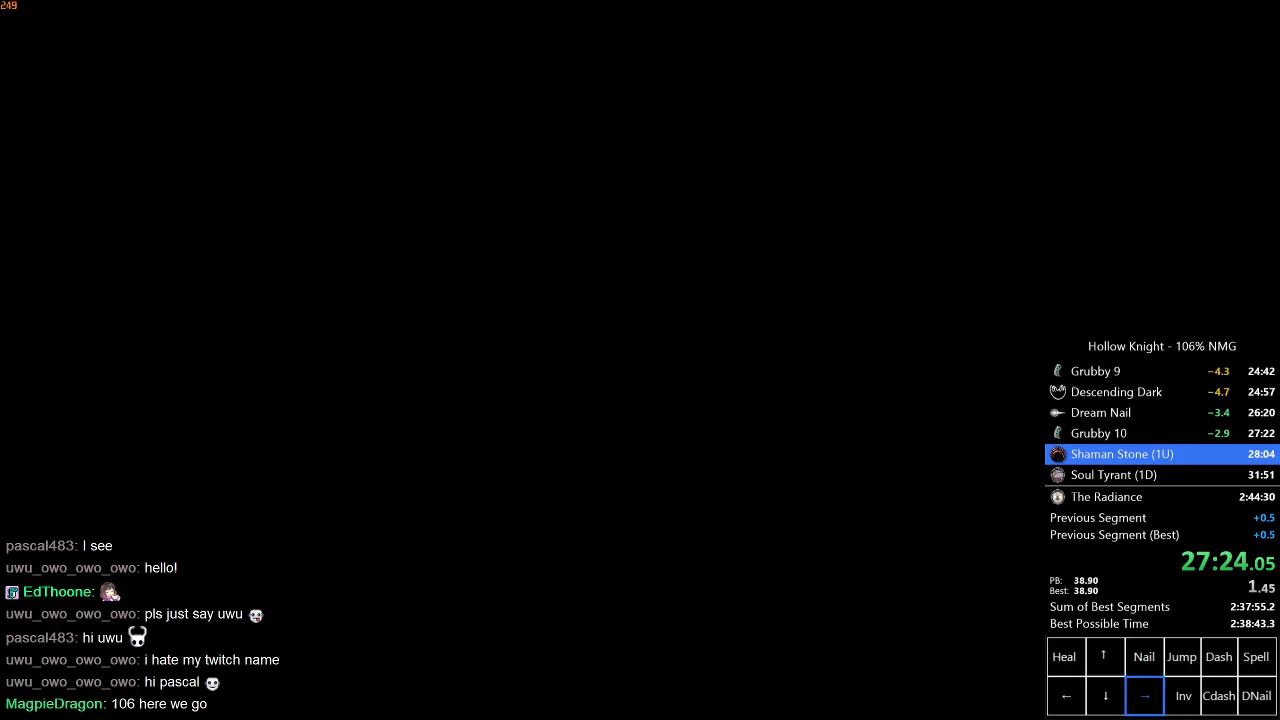 249
Hollow Knight - 106% NMG
Grubby 9 −4.3 24:42
Descending Dark −4.7 24:57
Dream Nail −3.4 26:20
Grubby 10 −2.9 27:22
Shaman Stone (1U) 28:04
Soul Tyrant (1D) 31:51
The Radiance 2:44:30
Previous Segment +0.5
Previous Segment (Best) +0.5
27:24.05
PB: 38.90
Best: 38.90
1.45
Sum of Best Segments 2:37:55.2
Best Possible Time 2:38:43.3
Heal ↑ Nail Jump Dash Spell
← ↓ → Inv Cdash DNail
pascal483: I see
uwu_owo_owo_owo: hello!
EdThoone:
uwu_owo_owo_owo: pls just say uwu
pascal483: hi uwu
uwu_owo_owo_owo: i hate my twitch name
uwu_owo_owo_owo: hi pascal
MagpieDragon: 106 here we go